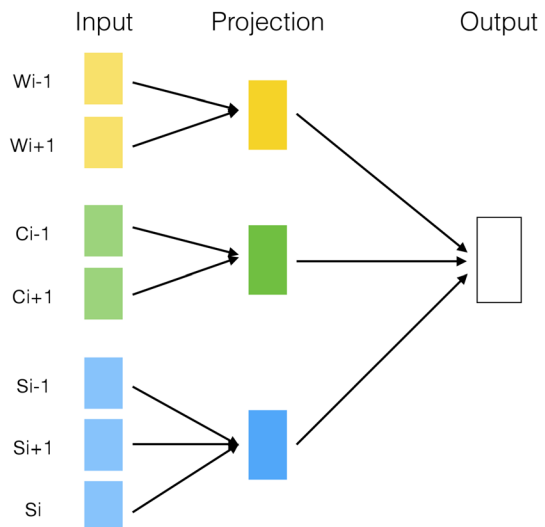 Input Projection Output
Wi-1
Wi+1
Ci-1
Ci+1
Si-1
Si+1
Si